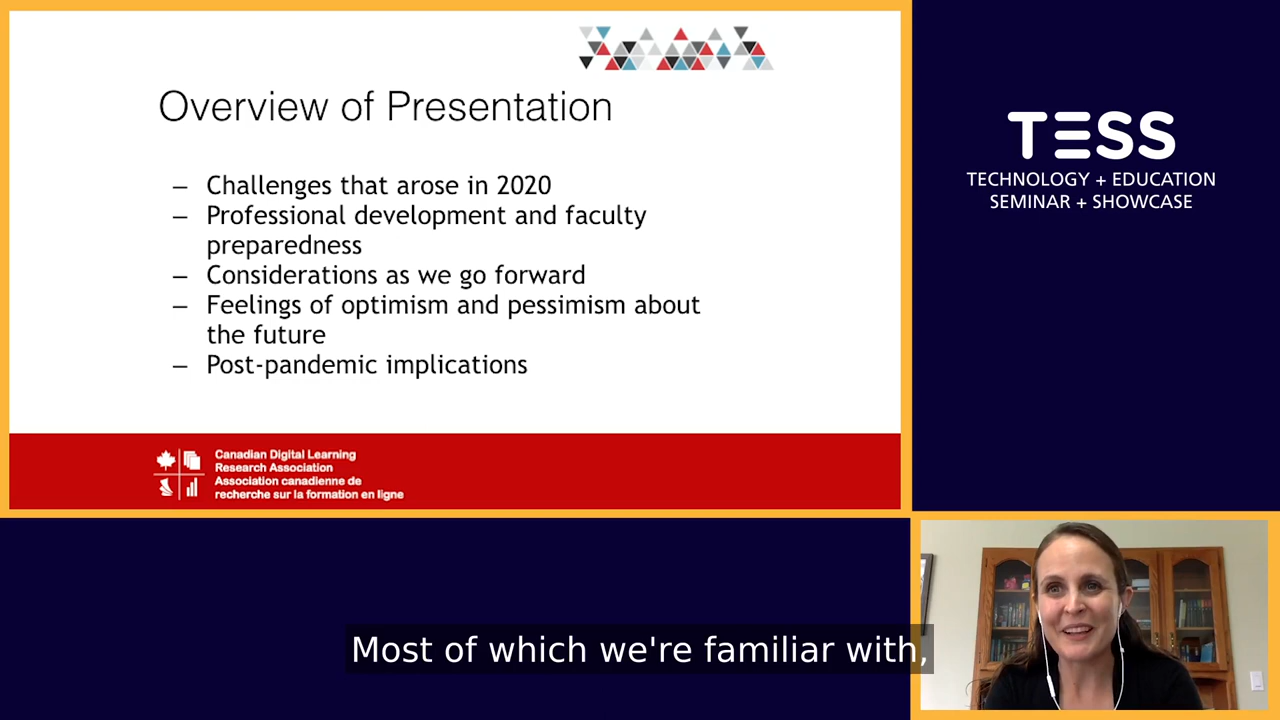 Overview of Presentation
– Challenges that arose in 2020
– Professional development and faculty
preparedness
– Considerations as we go forward
– Feelings of optimism and pessimism about
the future
– Post-pandemic implications
Canadian Digital Learning
Research Association
Association canadienne de
recherche sur la formation en ligne
TESS
TECHNOLOGY + EDUCATION
SEMINAR + SHOWCASE
Most of which we're familiar with,